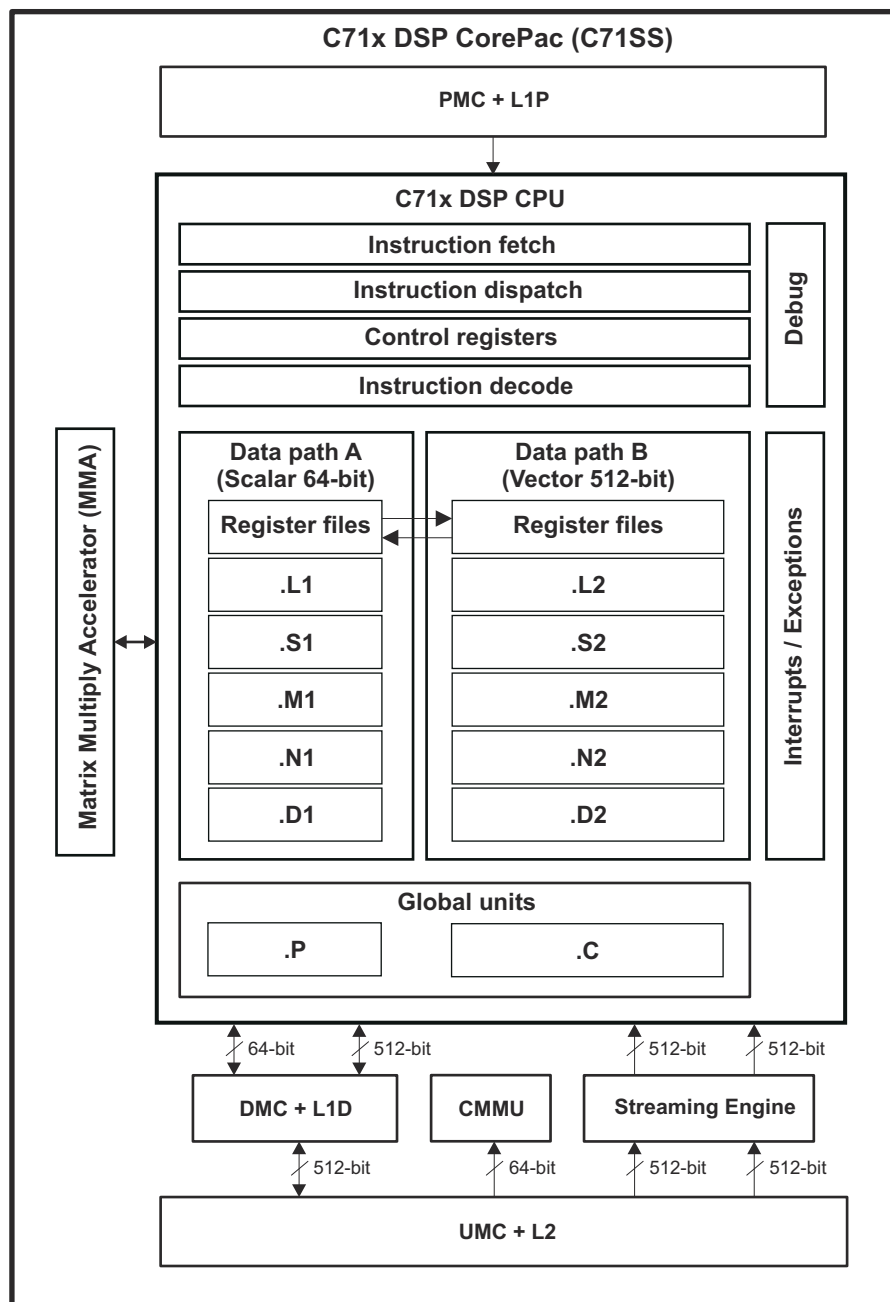 C71x DSP CorePac (C71SS)
PMC + L1P
C71x DSP CPU
Instruction fetch
Instruction dispatch
Control registers
Instruction decode
Debug
Matrix Multiply Accelerator (MMA)
Data path A
(Scalar 64-bit)
Register files
.L1
.S1
.M1
.N1
.D1
Data path B
(Vector 512-bit)
Register files
.L2
.S2
.M2
.N2
.D2
Interrupts / Exceptions
Global units
.P
.C
64-bit
512-bit
512-bit
512-bit
DMC + L1D
CMMU
Streaming Engine
512-bit
64-bit
512-bit
512-bit
UMC + L2